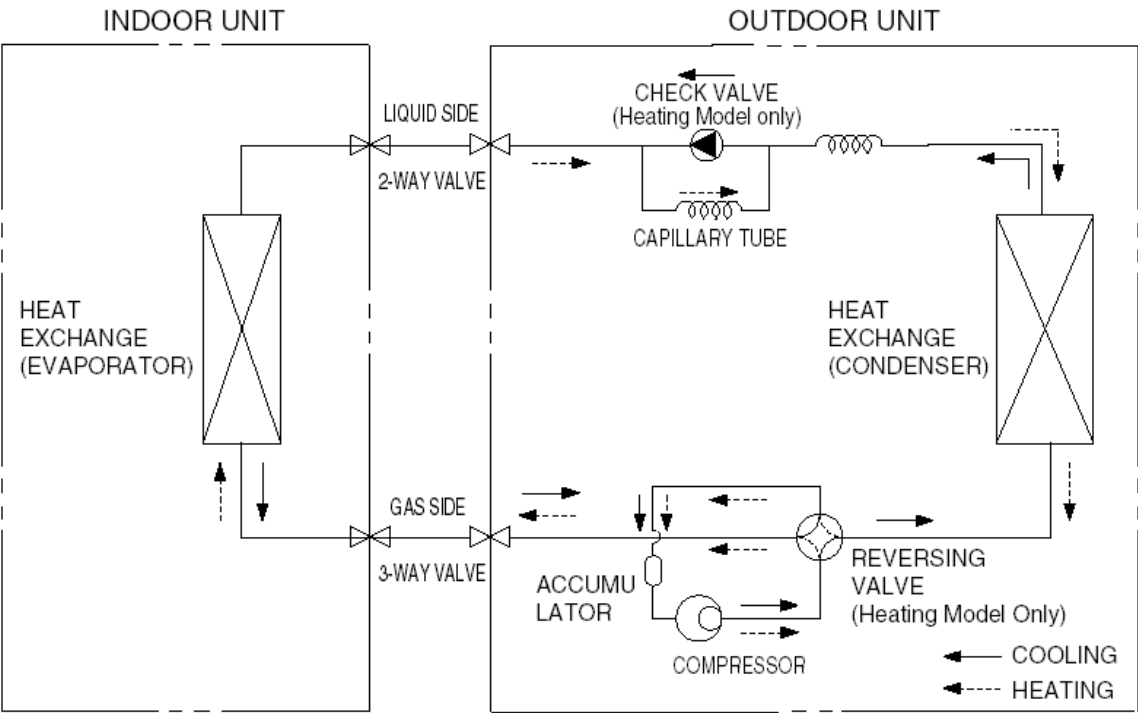 INDOOR UNIT
OUTDOOR UNIT
LIQUID SIDE
2-WAY VALVE
CHECK VALVE
(Heating Model only)
CAPILLARY TUBE
HEAT
EXCHANGE
(EVAPORATOR)
HEAT
EXCHANGE
(CONDENSER)
GAS SIDE
3-WAY VALVE
ACCUMU
LATOR
COMPRESSOR
REVERSING
VALVE
(Heating Model Only)
COOLING
HEATING